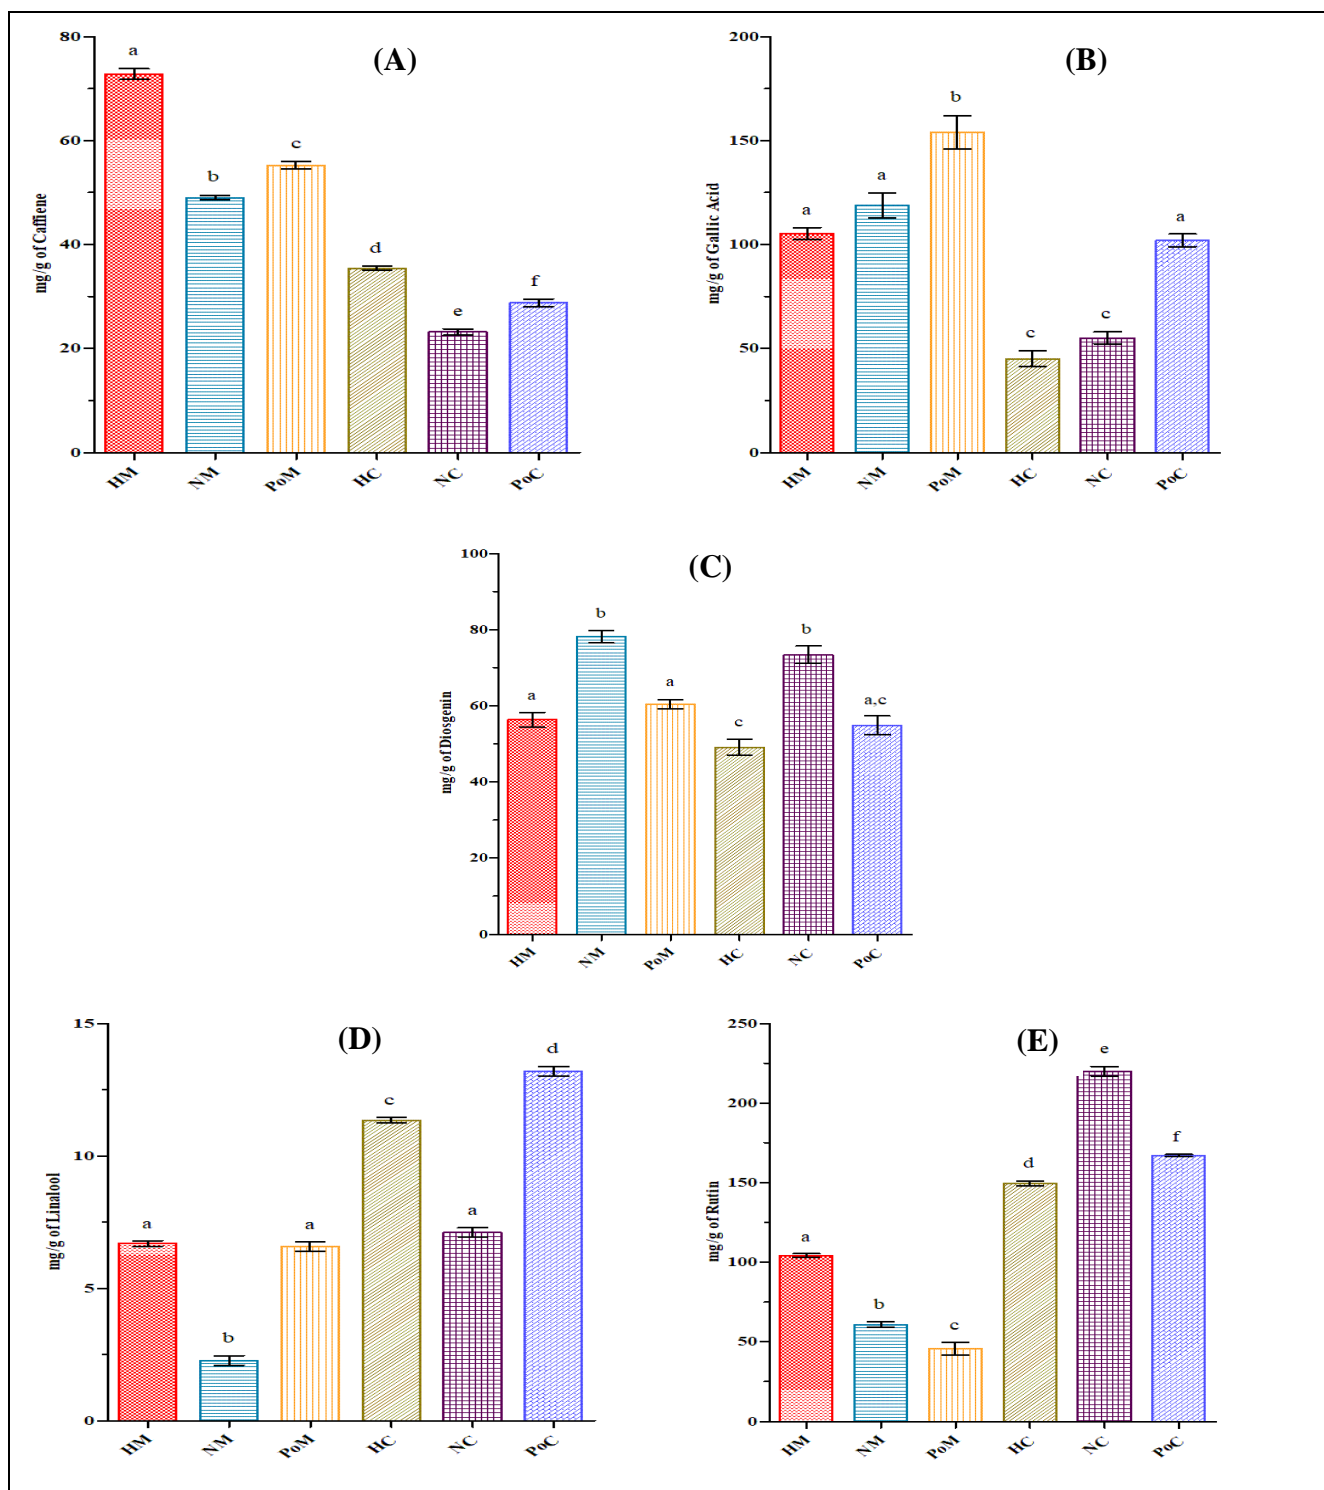 (A)
mg/g of Caffiene
80
60
40
20
0
a
b
c
d
e
f
HM
NM
PoM
HC
NC
PoC
(B)
mg/g of Gallic Acid
200
150
100
50
0
a
a
b
c
c
a
HM
NM
PoM
HC
NC
PoC
(C)
mg/g of Diosgenin
100
80
60
40
20
0
a
b
a
c
b
a,c
HM
NM
PoM
HC
NC
PoC
(D)
mg/g of Linalool
15
10
5
0
a
b
a
c
a
d
HM
NM
PoM
HC
NC
PoC
(E)
mg/g of Rutin
250
200
150
100
50
0
a
b
c
d
e
f
HM
NM
PoM
HC
NC
PoC